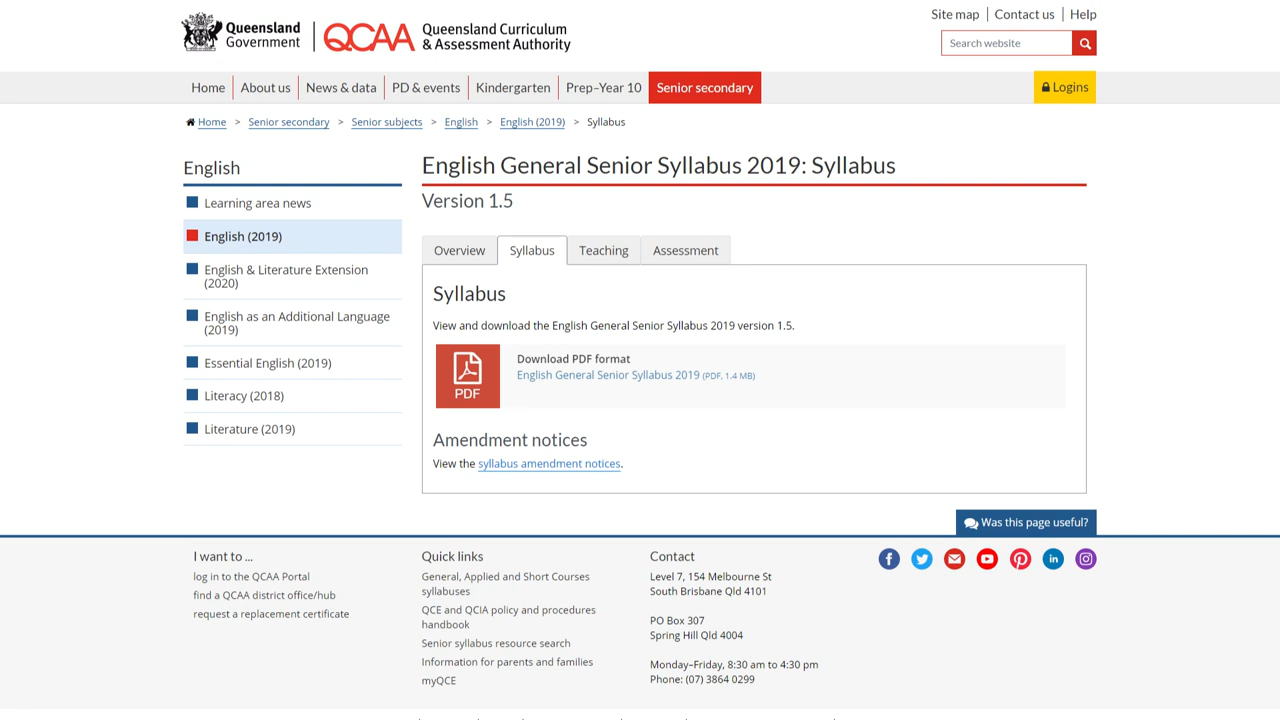 Site map | Contact us | Help
Queensland Government | QCAA Queensland Curriculum & Assessment Authority
Search website
Home | About us | News & data | PD & events | Kindergarten | Prep–Year 10 | Senior secondary
Logins
Home > Senior secondary > Senior subjects > English > English (2019) > Syllabus
English
Learning area news
English (2019)
English & Literature Extension
(2020)
English as an Additional Language
(2019)
Essential English (2019)
Literacy (2018)
Literature (2019)
English General Senior Syllabus 2019: Syllabus
Version 1.5
Overview Syllabus Teaching Assessment
Syllabus
View and download the English General Senior Syllabus 2019 version 1.5.
PDF
Download PDF format
English General Senior Syllabus 2019 (PDF, 1.4 MB)
Amendment notices
View the syllabus amendment notices.
Was this page useful?
I want to ...
log in to the QCAA Portal
find a QCAA district office/hub
request a replacement certificate
Quick links
General, Applied and Short Courses
syllabuses
QCE and QCIA policy and procedures
handbook
Senior syllabus resource search
Information for parents and families
myQCE
Contact
Level 7, 154 Melbourne St
South Brisbane Qld 4101
PO Box 307
Spring Hill Qld 4004
Monday–Friday, 8:30 am to 4:30 pm
Phone: (07) 3864 0299